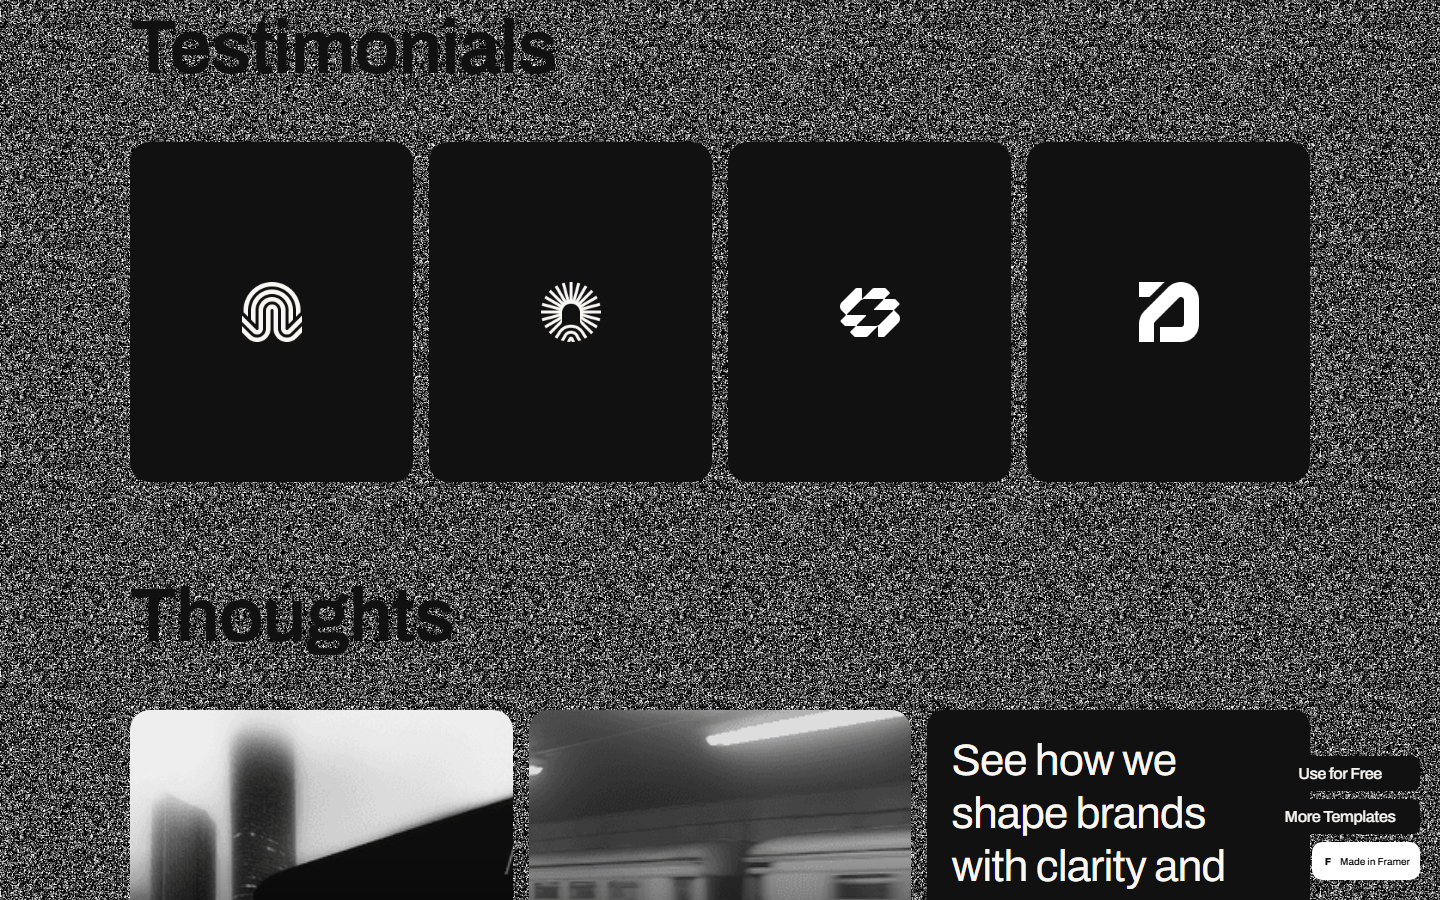 Testimonials
Thoughts
See how we
shape brands
with clarity and
Use for Free
More Templates
F Made in Framer